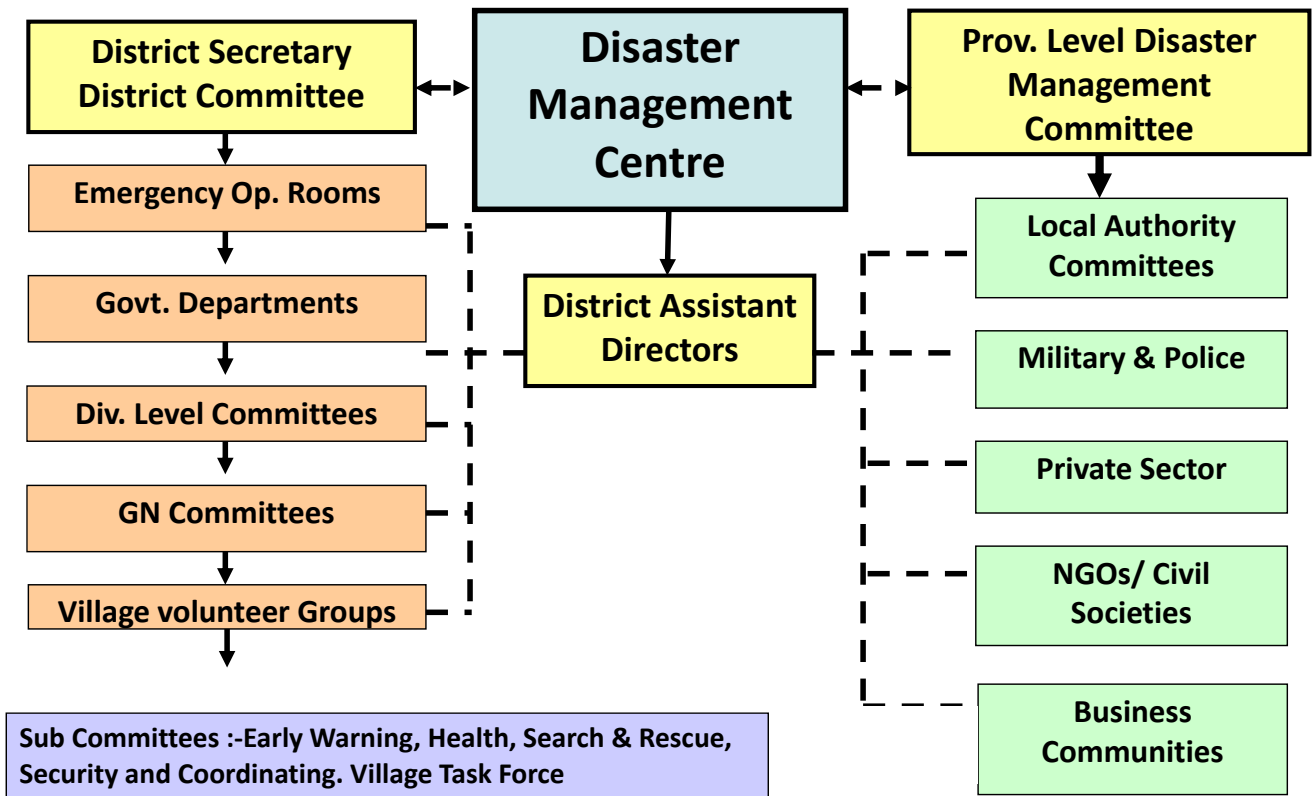 District Secretary
District Committee
Disaster
Management
Centre
Prov. Level Disaster
Management
Committee
Emergency Op. Rooms
Govt. Departments
Div. Level Committees
GN Committees
Village volunteer Groups
District Assistant
Directors
Local Authority
Committees
Military & Police
Private Sector
NGOs/ Civil
Societies
Business
Communities
Sub Committees :-Early Warning, Health, Search & Rescue,
Security and Coordinating. Village Task Force